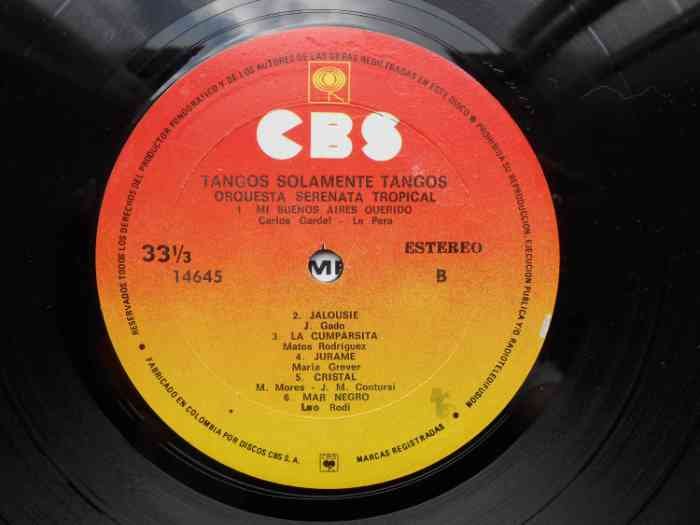 RESERVADOS TODOS LOS DERECHOS DEL PRODUCTOR FONOGRAFICO Y DE LOS AUTORES DE LAS OBRAS REGISTRADAS EN ESTE DISCO • PROHIBIDA SU REPRODUCCION, EJECUCION PUBLICA Y/O RADIOTELEDIFUSION •
CBS
TANGOS SOLAMENTE TANGOS
ORQUESTA SERENATA TROPICAL
1. MI BUENOS AIRES QUERIDO
Carlos Gardel - Le Pera
33 1/3
ESTEREO
14645
B
2. JALOUSIE
J. Gade
3. LA CUMPARSITA
Matos Rodríguez
4. JURAME
María Grever
5. CRISTAL
M. Mores - J. M. Contursi
6. MAR NEGRO
Leo Rodi
• FABRICADO EN COLOMBIA POR DISCOS CBS S. A.
CBS
MARCAS REGISTRADAS •